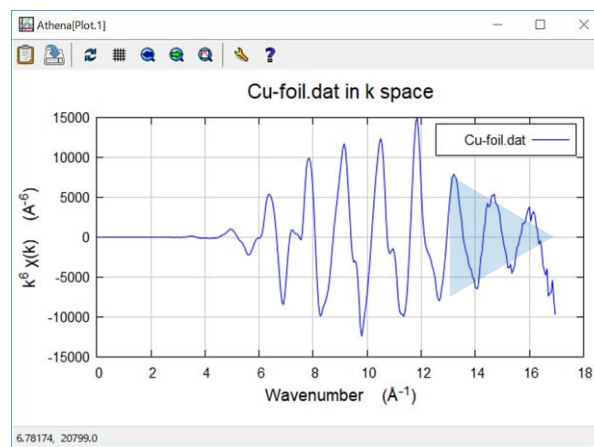 Athena[Plot.1]
Cu-foil.dat in k space
Cu-foil.dat
k⁶ χ(k) (Å⁻⁶)
15000
10000
5000
0
-5000
-10000
-15000
0 2 4 6 8 10 12 14 16 18
Wavenumber (Å⁻¹)
6.78174, 20799.0